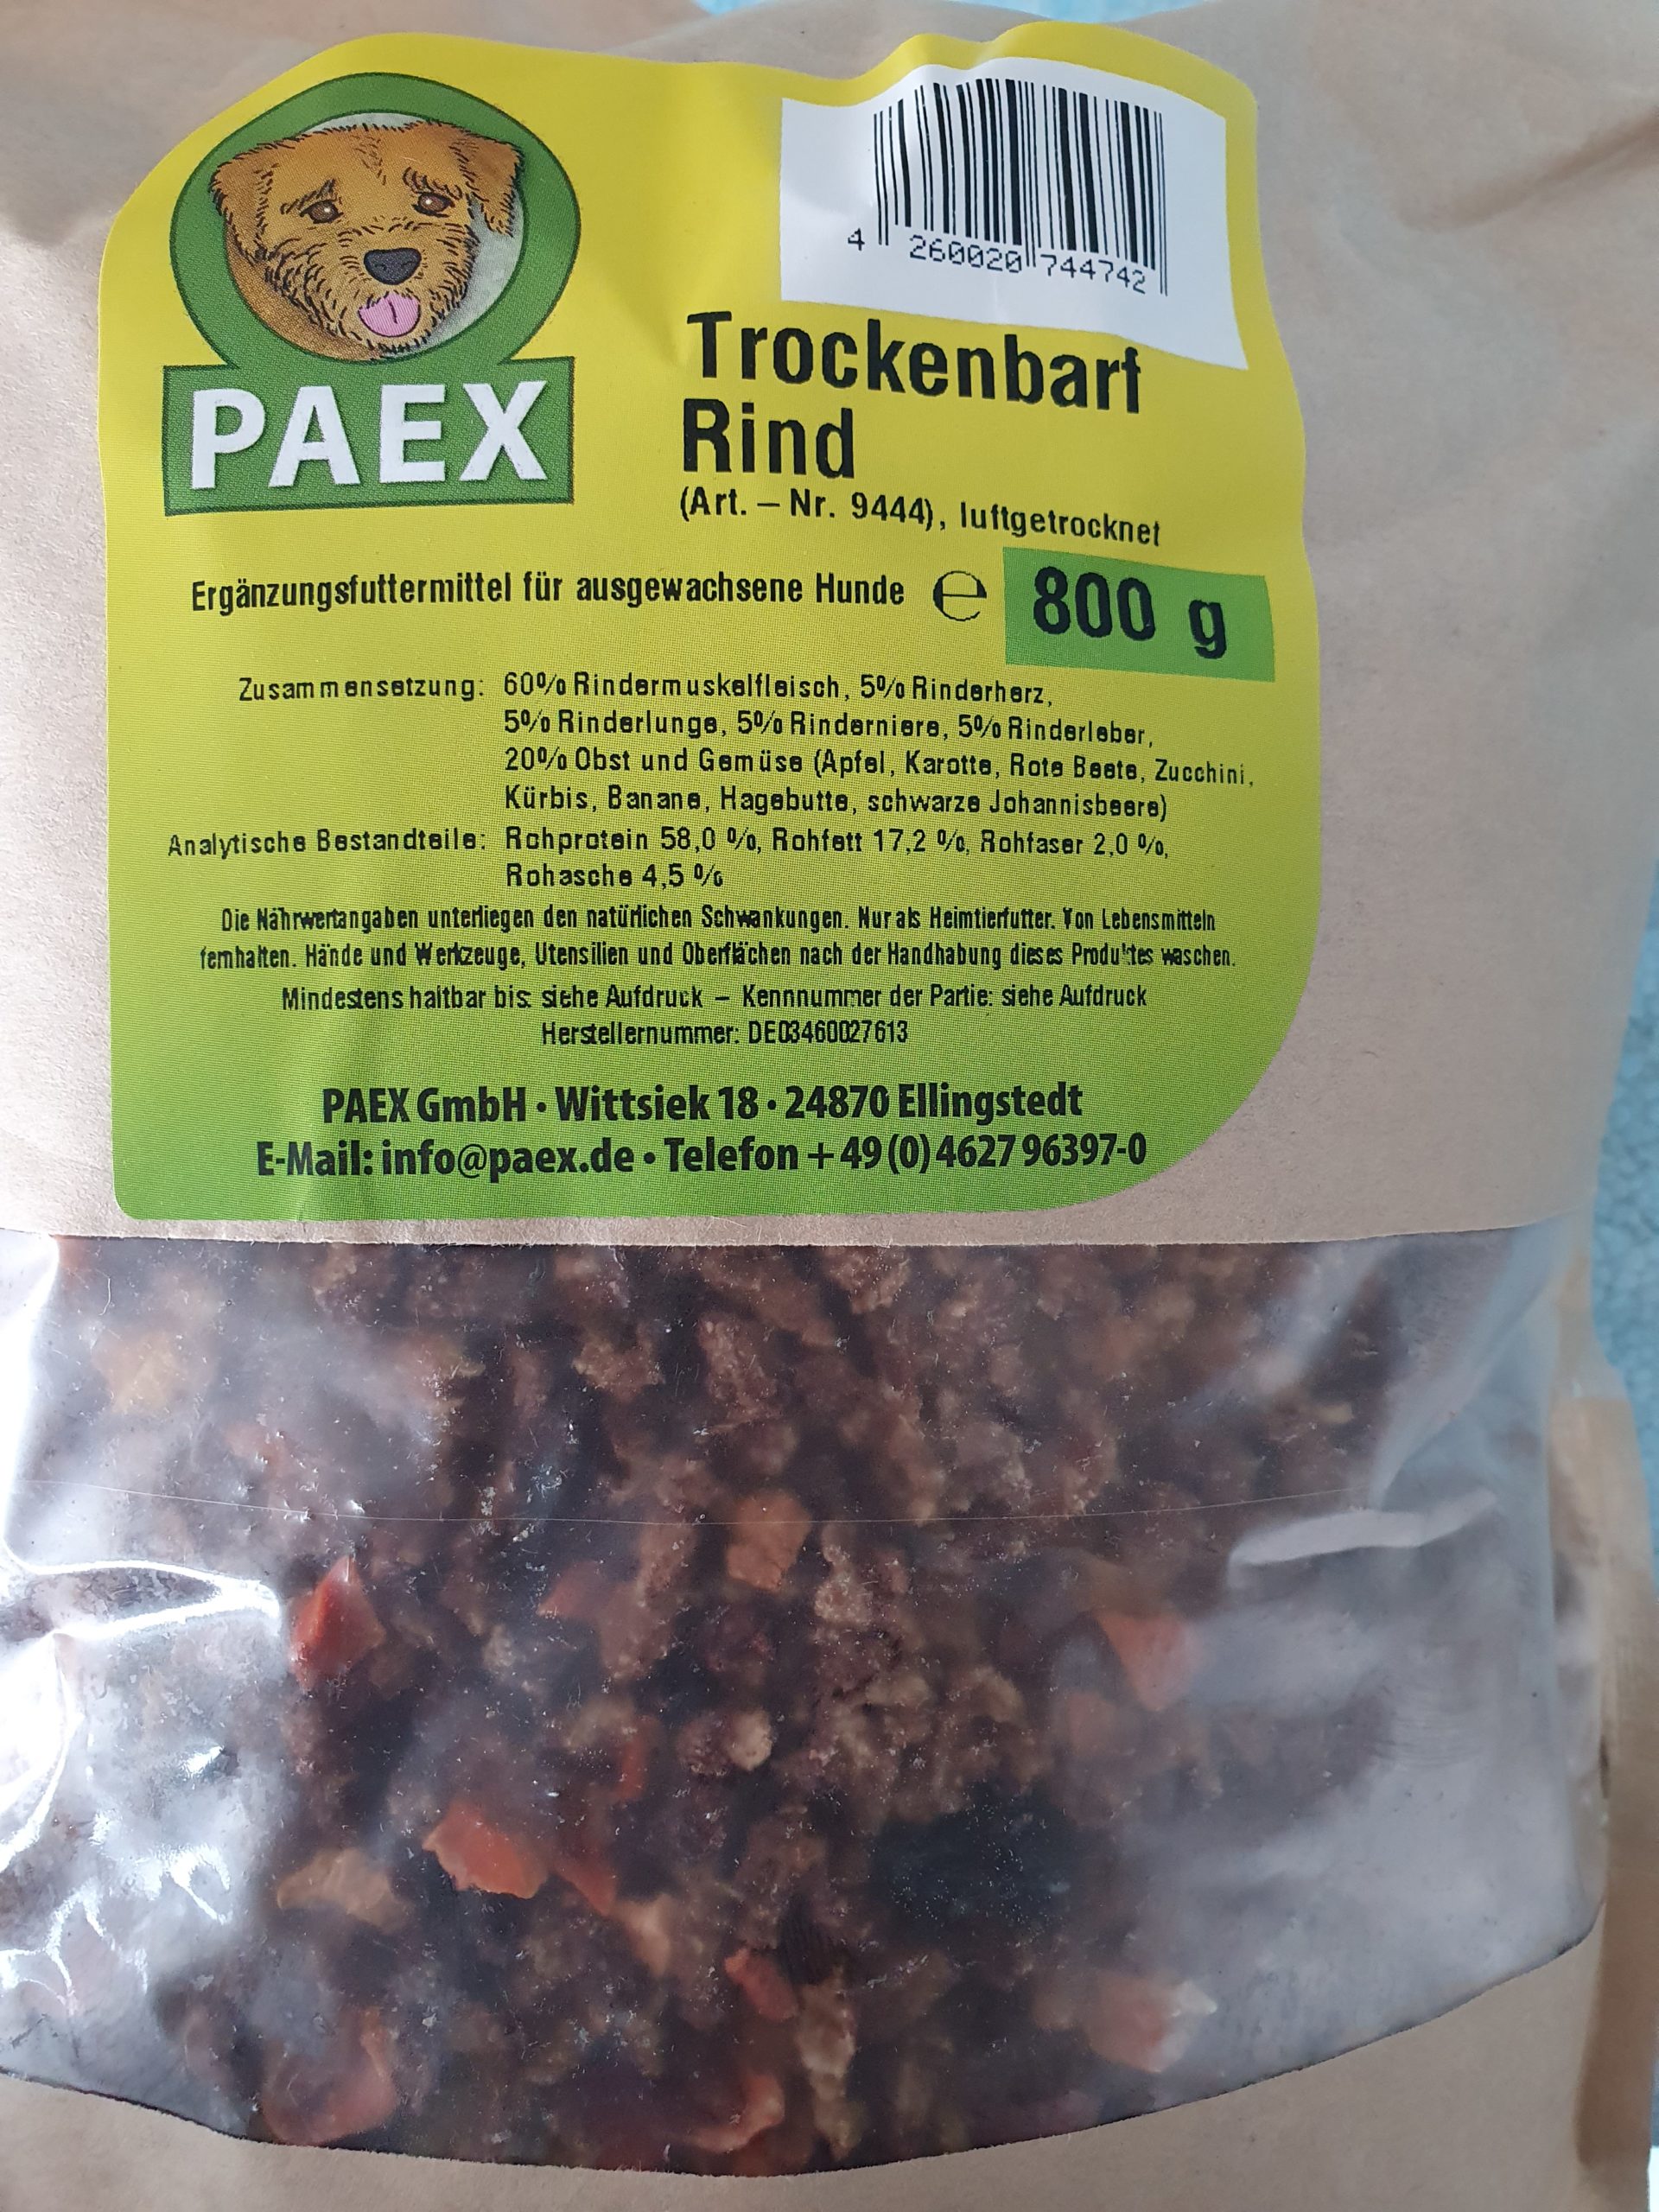 4 260020 744742
PAEX
Trockenbarf
Rind
(Art. – Nr. 9444), luftgetrocknet
Ergänzungsfuttermittel für ausgewachsene Hunde ℮ 800 g
Zusammensetzung: 60% Rindermuskelfleisch, 5% Rinderherz,
5% Rinderlunge, 5% Rinderniere, 5% Rinderleber,
20% Obst und Gemüse (Apfel, Karotte, Rote Beete, Zucchini,
Kürbis, Banane, Hagebutte, schwarze Johannisbeere)
Analytische Bestandteile: Rohprotein 58,0 %, Rohfett 17,2 %, Rohfaser 2,0 %,
Rohasche 4,5 %
Die Nährwertangaben unterliegen den natürlichen Schwankungen. Nur als Heimtierfutter. Von Lebensmitteln
fernhalten. Hände und Werkzeuge, Utensilien und Oberflächen nach der Handhabung dieses Produktes waschen.
Mindestens haltbar bis: siehe Aufdruck – Kennnummer der Partie: siehe Aufdruck
Herstellernummer: DE03460027613
PAEX GmbH • Wittsiek 18 • 24870 Ellingstedt
E-Mail: info@paex.de • Telefon +49 (0) 4627 96397-0